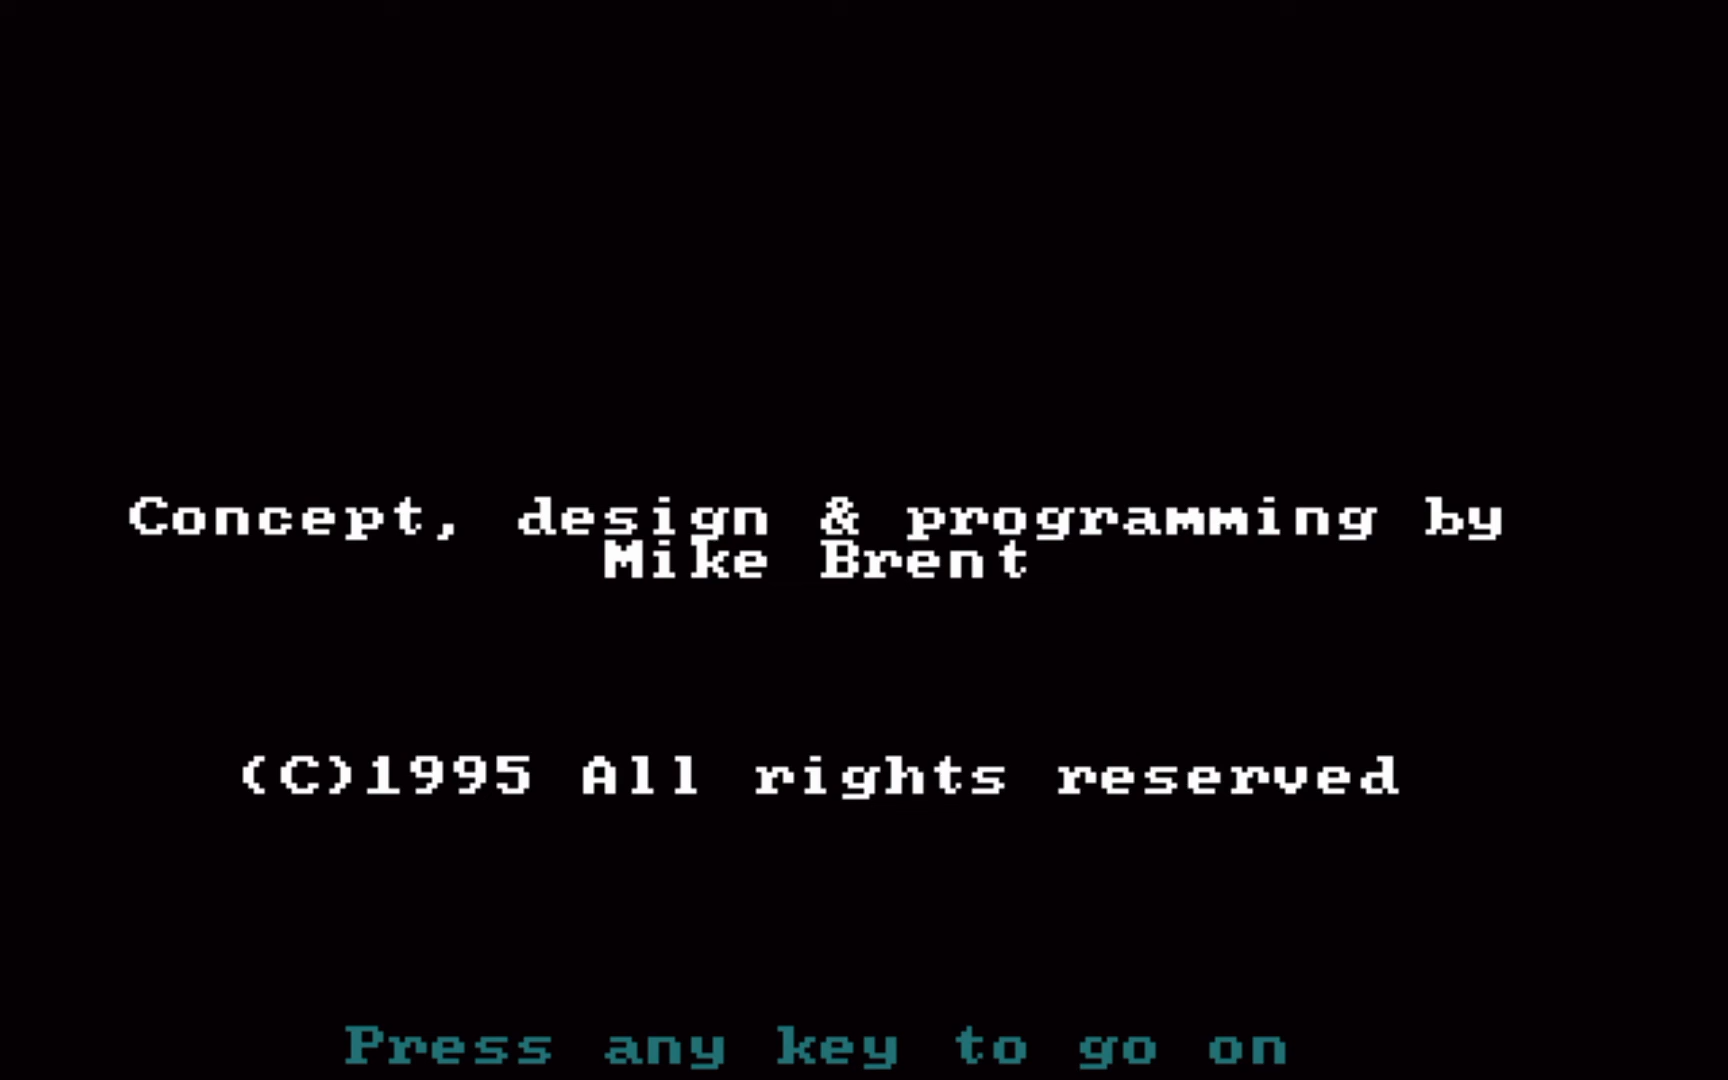 Concept, design & programming by
Mike Brent
(C)1995 All rights reserved
Press any key to go on